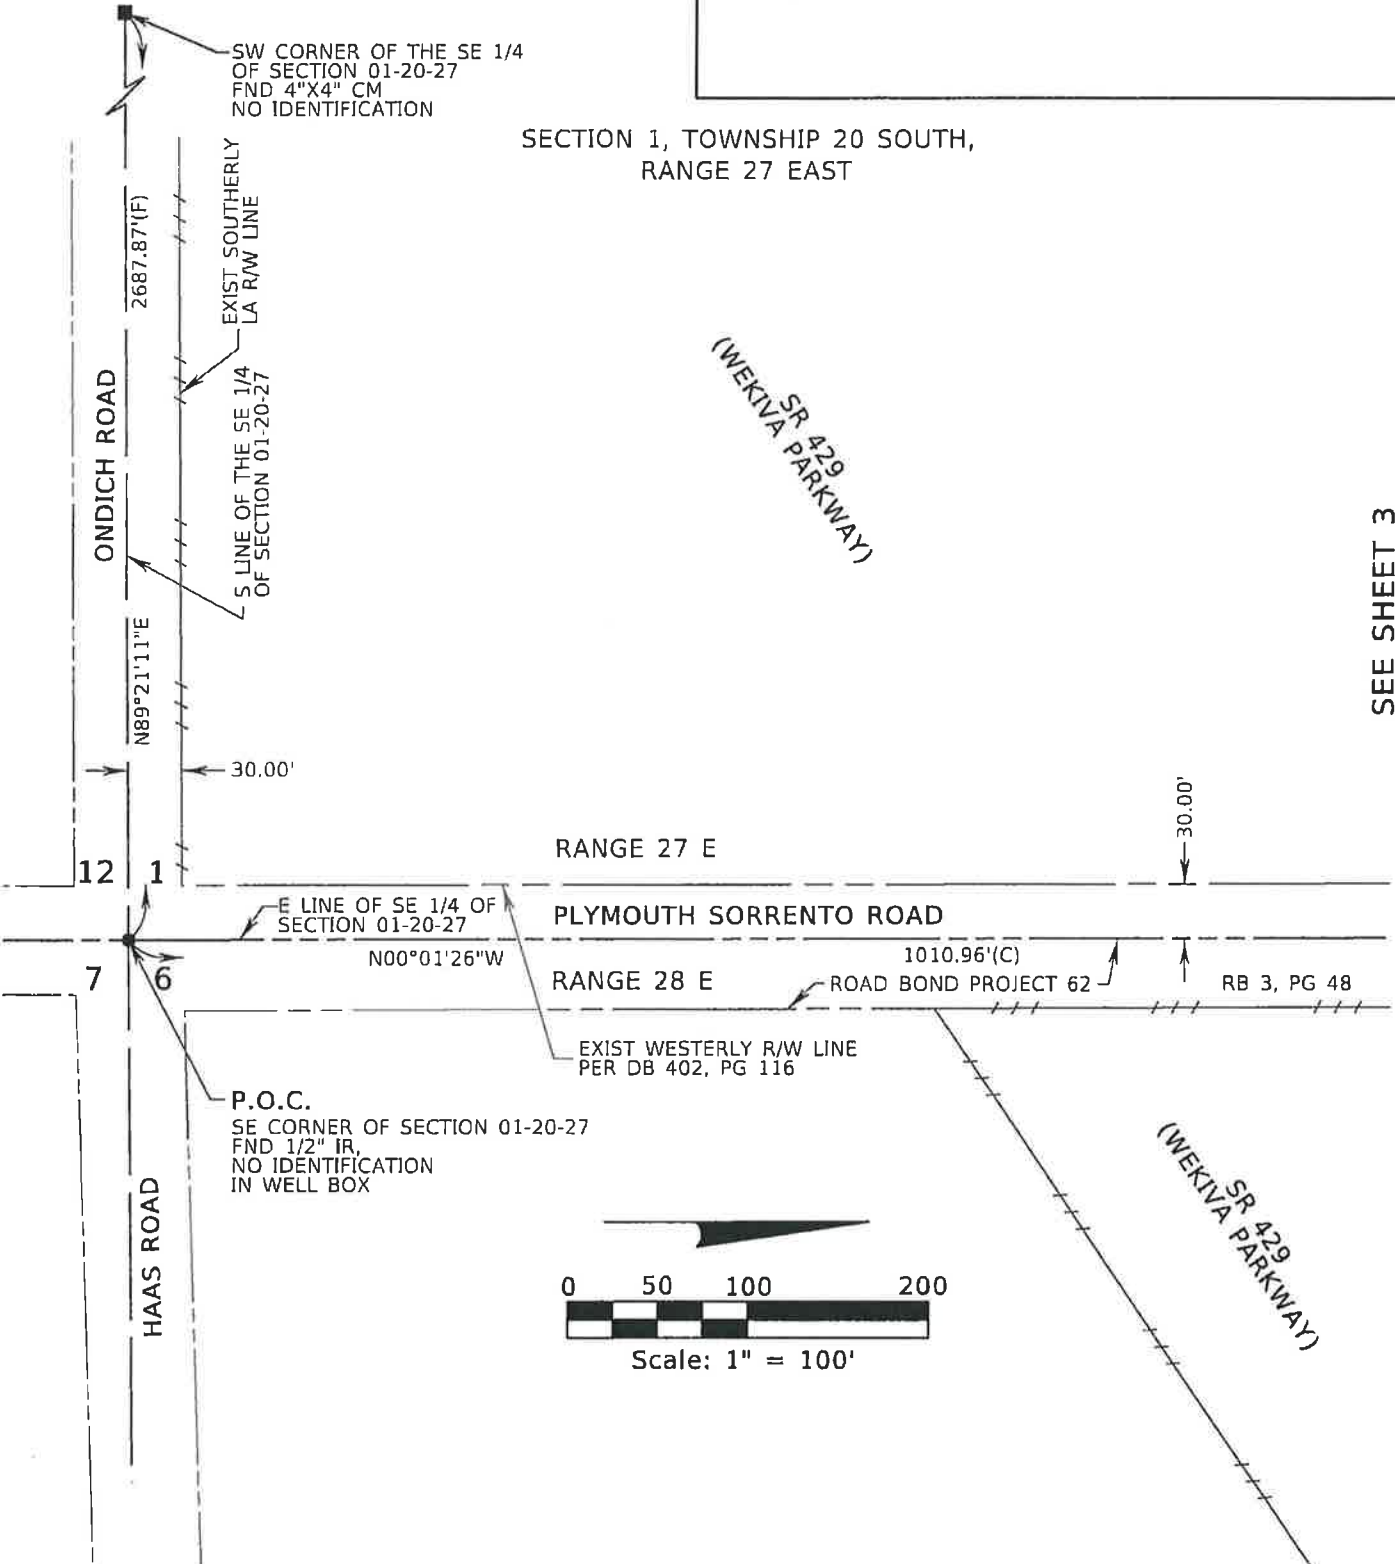 SW CORNER OF THE SE 1/4
OF SECTION 01-20-27
FND 4"X4" CM
NO IDENTIFICATION
SECTION 1, TOWNSHIP 20 SOUTH,
RANGE 27 EAST
2687.87'(F)
EXIST SOUTHERLY
LA R/W LINE
ONDICH ROAD
S LINE OF THE SE 1/4
OF SECTION 01-20-27
N89°21'11"E
SR 429
(WEKIVA PARKWAY)
SEE SHEET 3
30.00'
30.00'
12
1
RANGE 27 E
E LINE OF SE 1/4 OF
SECTION 01-20-27
PLYMOUTH SORRENTO ROAD
N00°01'26"W
1010.96'(C)
7
6
RANGE 28 E
ROAD BOND PROJECT 62
RB 3, PG 48
EXIST WESTERLY R/W LINE
PER DB 402, PG 116
P.O.C.
SE CORNER OF SECTION 01-20-27
FND 1/2" IR,
NO IDENTIFICATION
IN WELL BOX
HAAS ROAD
SR 429
(WEKIVA PARKWAY)
0 50 100 200
Scale: 1" = 100'